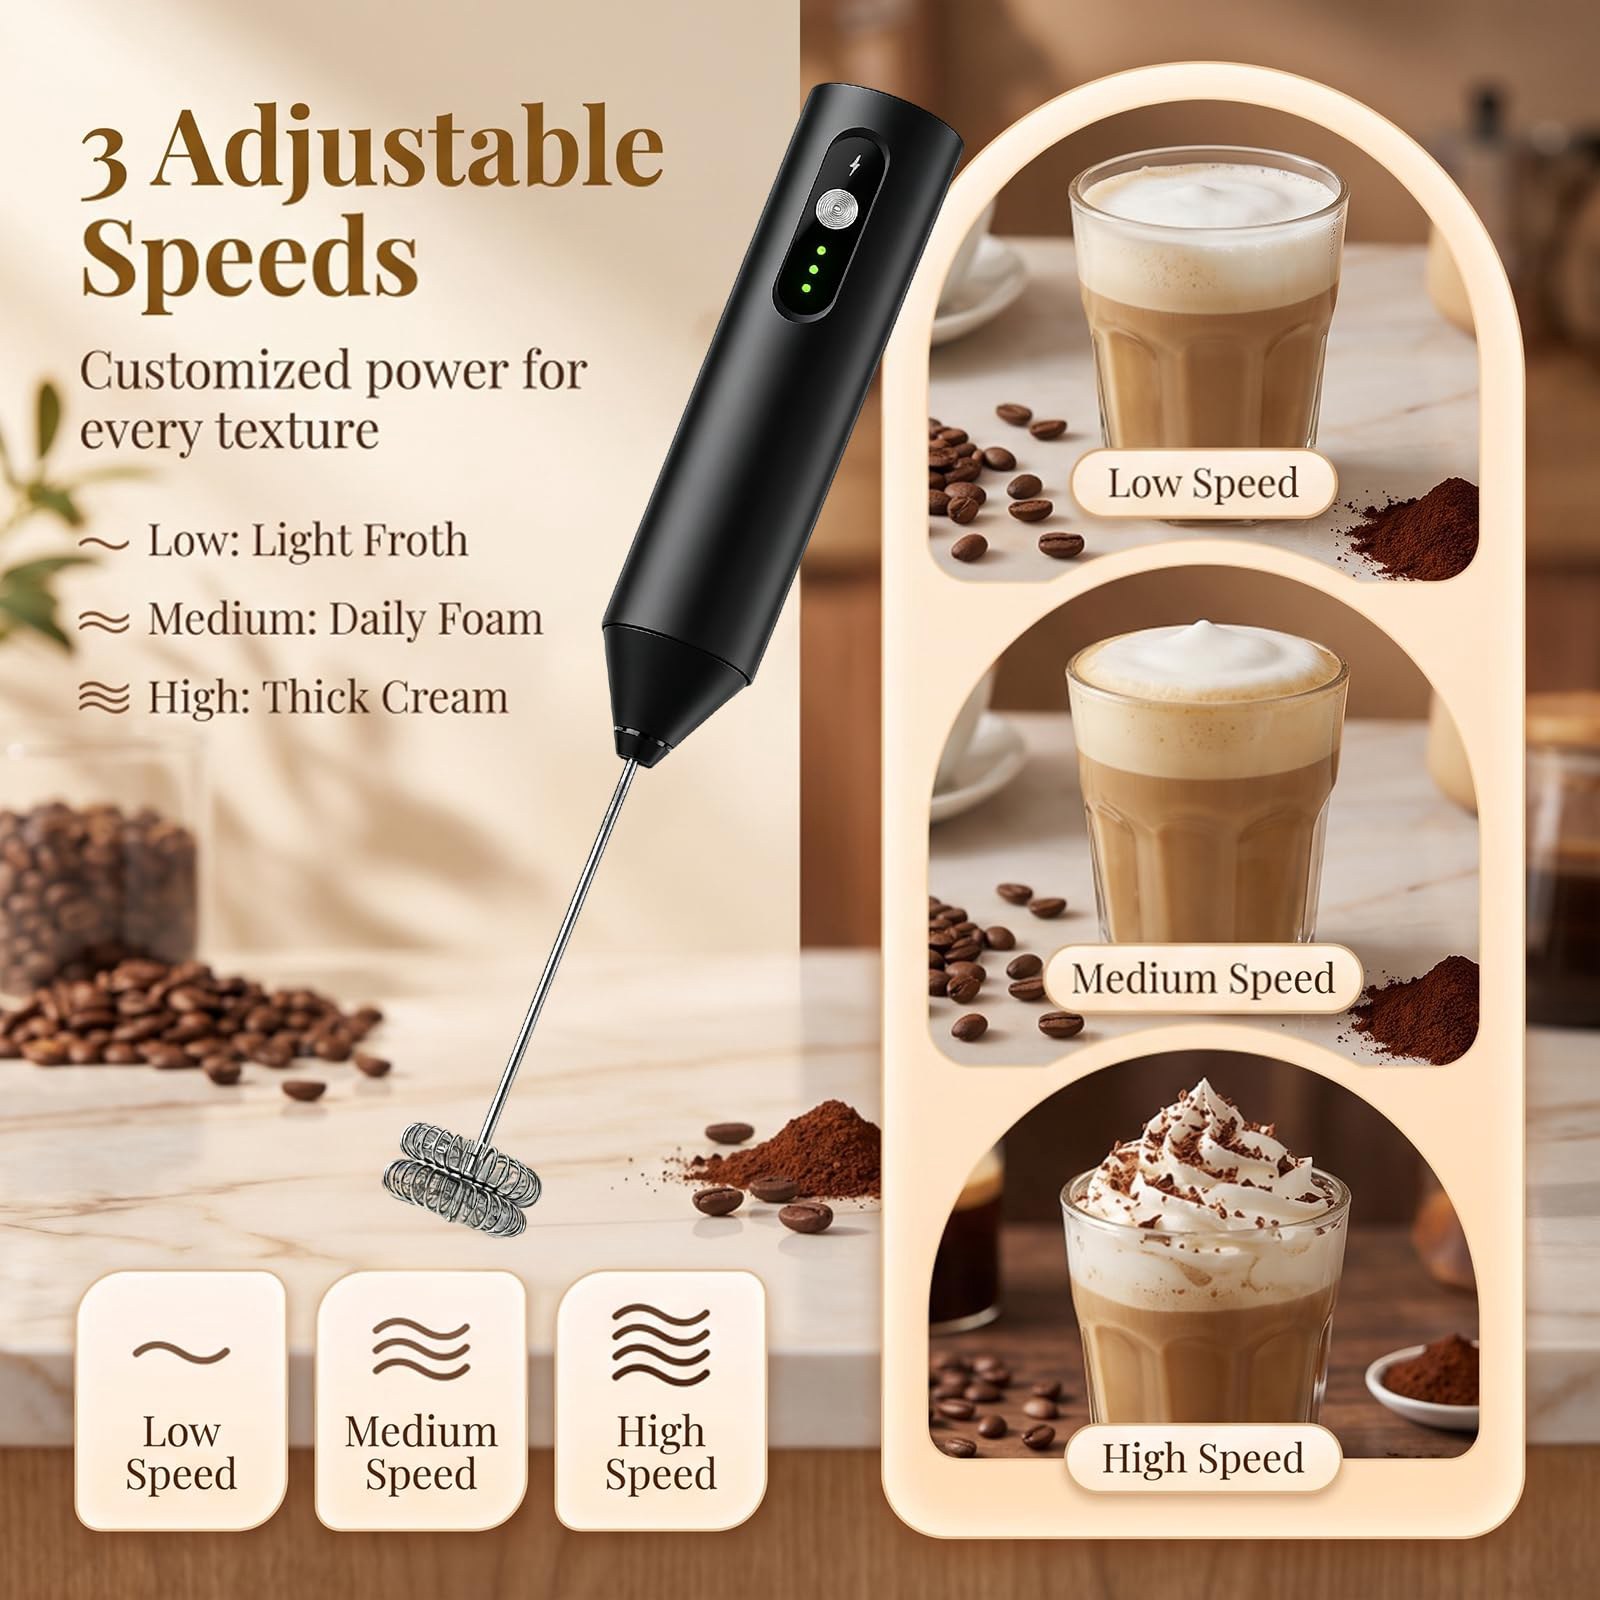 3 Adjustable
Speeds
Customized power for
every texture
Low: Light Froth
Medium: Daily Foam
High: Thick Cream
Low Speed
Medium Speed
High Speed
Low
Speed
Medium
Speed
High
Speed